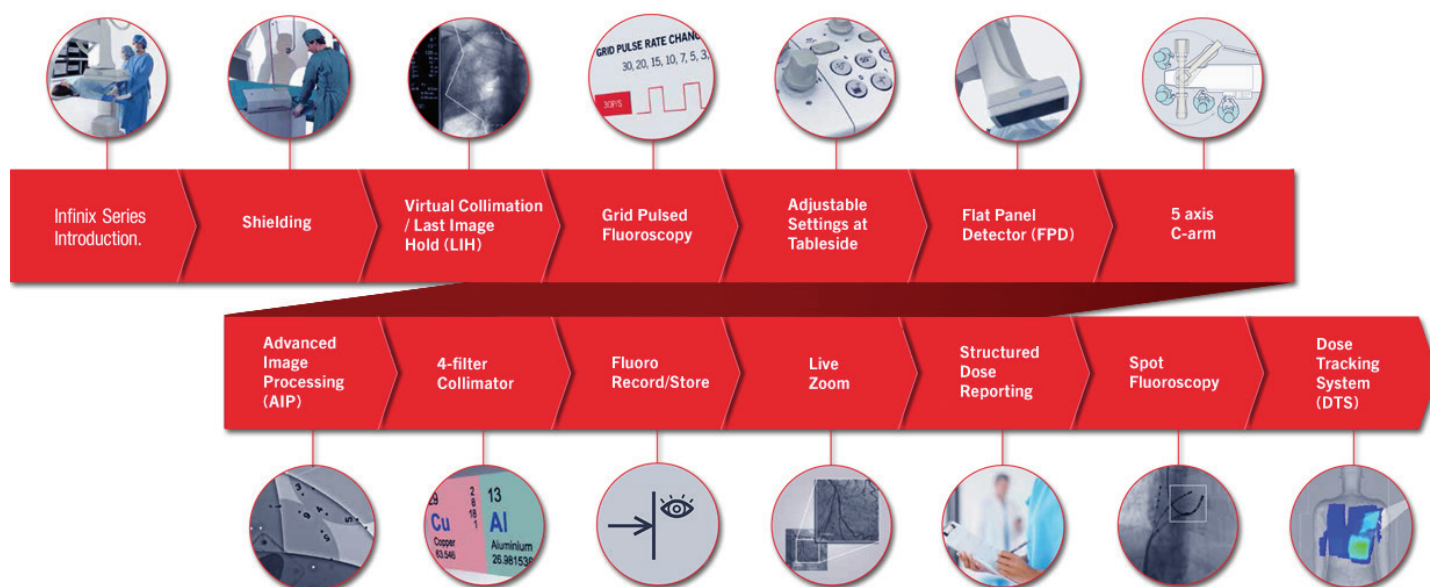 GRID PULSE RATE CHANG
30, 20, 15, 10, 7, 5, 3,
30P/S
Infinix Series
Introduction.
Shielding
Virtual Collimation
/ Last Image
Hold (LIH)
Grid Pulsed
Fluoroscopy
Adjustable
Settings at
Tableside
Flat Panel
Detector (FPD)
5 axis
C-arm
Advanced
Image
Processing
(AIP)
4-filter
Collimator
Fluoro
Record/Store
Live
Zoom
Structured
Dose
Reporting
Spot
Fluoroscopy
Dose
Tracking
System
(DTS)
29 2 8 18 1
Cu
Copper
63.546
13
Al
Aluminium
26.981538